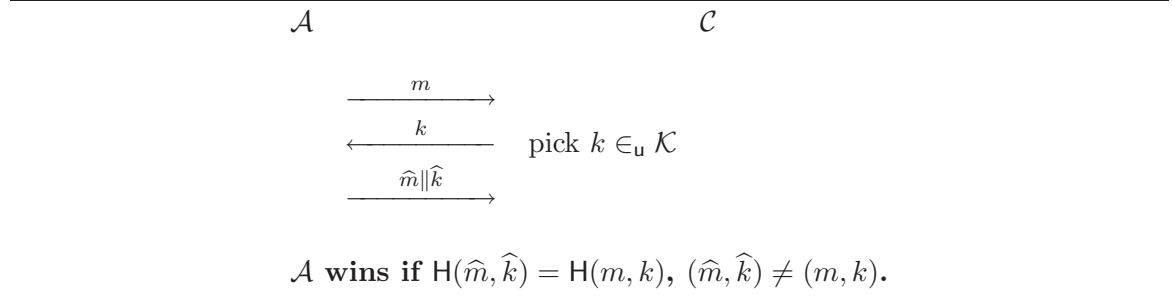 𝒜 𝒞
m
k
pick k ∈ᵤ 𝒦
m̂‖k̂
𝒜 wins if H(m̂, k̂) = H(m, k), (m̂, k̂) ≠ (m, k).